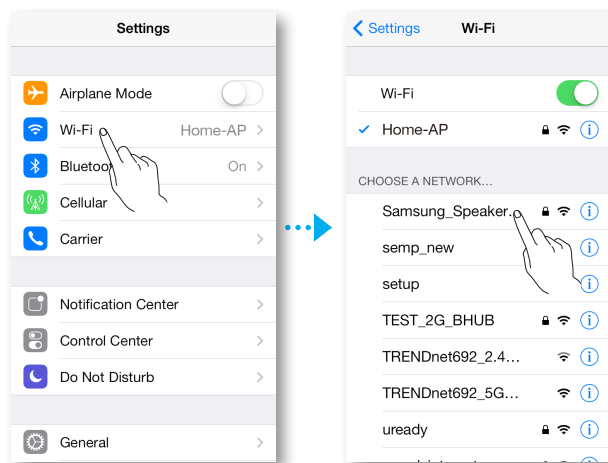 Settings
Airplane Mode
Wi-Fi Home-AP
On
Cellular
Carrier
Notification Center
Control Center
Do Not Disturb
General
Settings Wi-Fi
Wi-Fi
Home-AP
CHOOSE A NETWORK...
Samsung_Speaker.
semp_new
setup
TEST_2G_BHUB
TRENDnet692_2.4...
TRENDnet692_5G...
uready